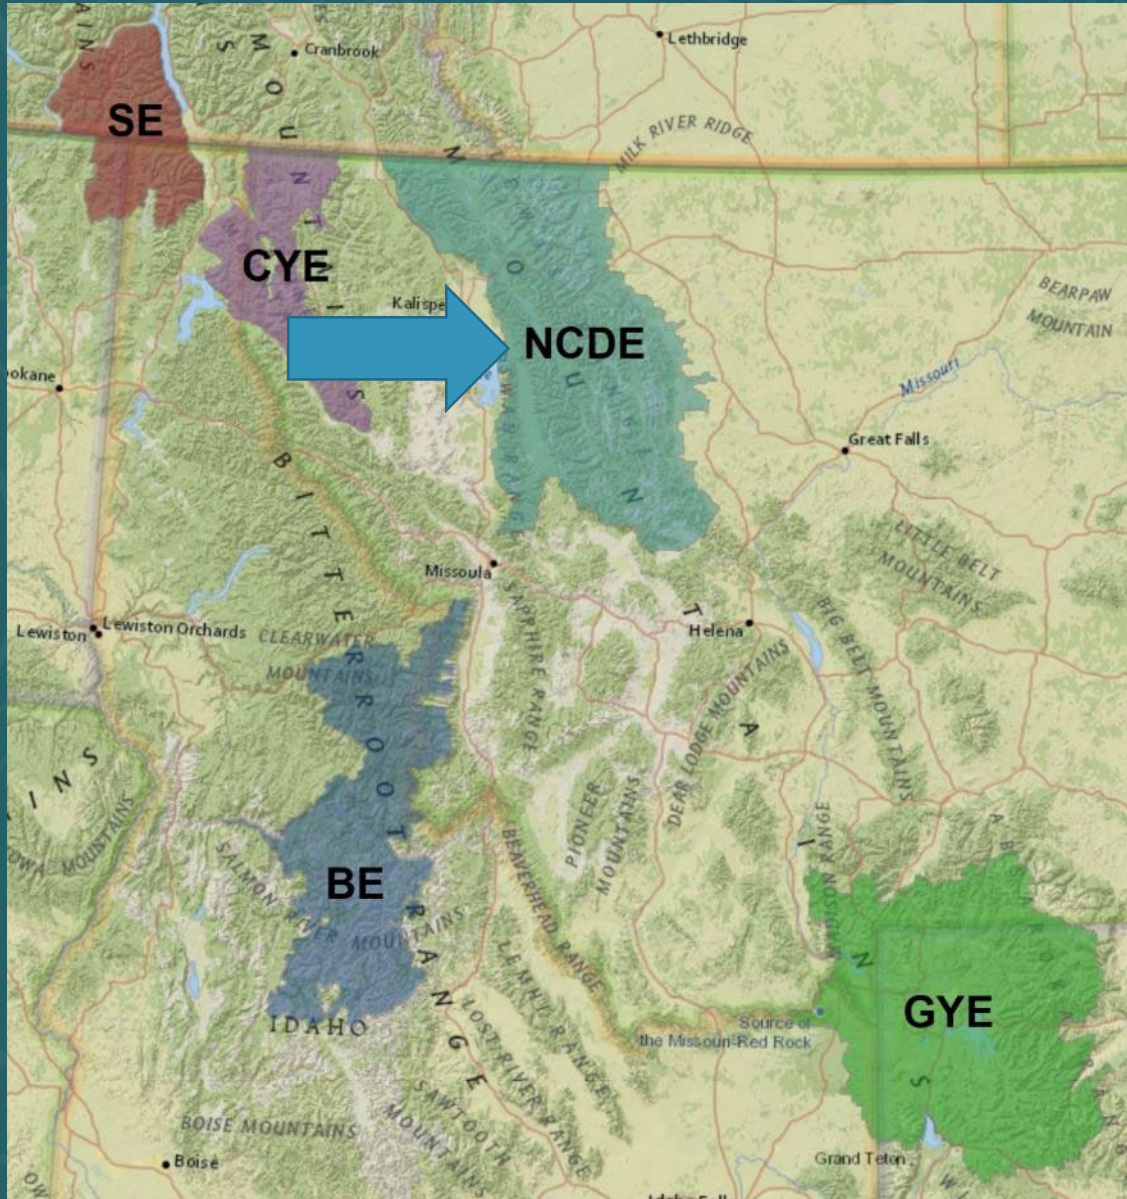 Cranbrook
Lethbridge
SE
MILK RIVER RIDGE
CYE
BEARPAW
MOUNTAIN
Kalispe
NCDE
Missouri
okane
Great Falls
LITTLE BELT
MOUNTAINS
Missoula
SAPPHIRE RANGE
Helena
BIG BELT MOUNTAINS
Lewiston
Lewiston Orchards
CLEARWATER
MOUNTAINS
BITTERROOT RANGE
DEAR LODGE MOUNTAINS
PIONEER
MOUNTAINS
MOUNTAINS
BE
SALMON RIVER MOUNTAINS
BEAVERHEAD RANGE
LEMHI RANGE
GYE
IDAHO
Source of
the Missouri-Red Rock
LOST RIVER RANGE
SAWTOOTH
MOUNTAINS
BOISE MOUNTAINS
Boise
Grand Teton